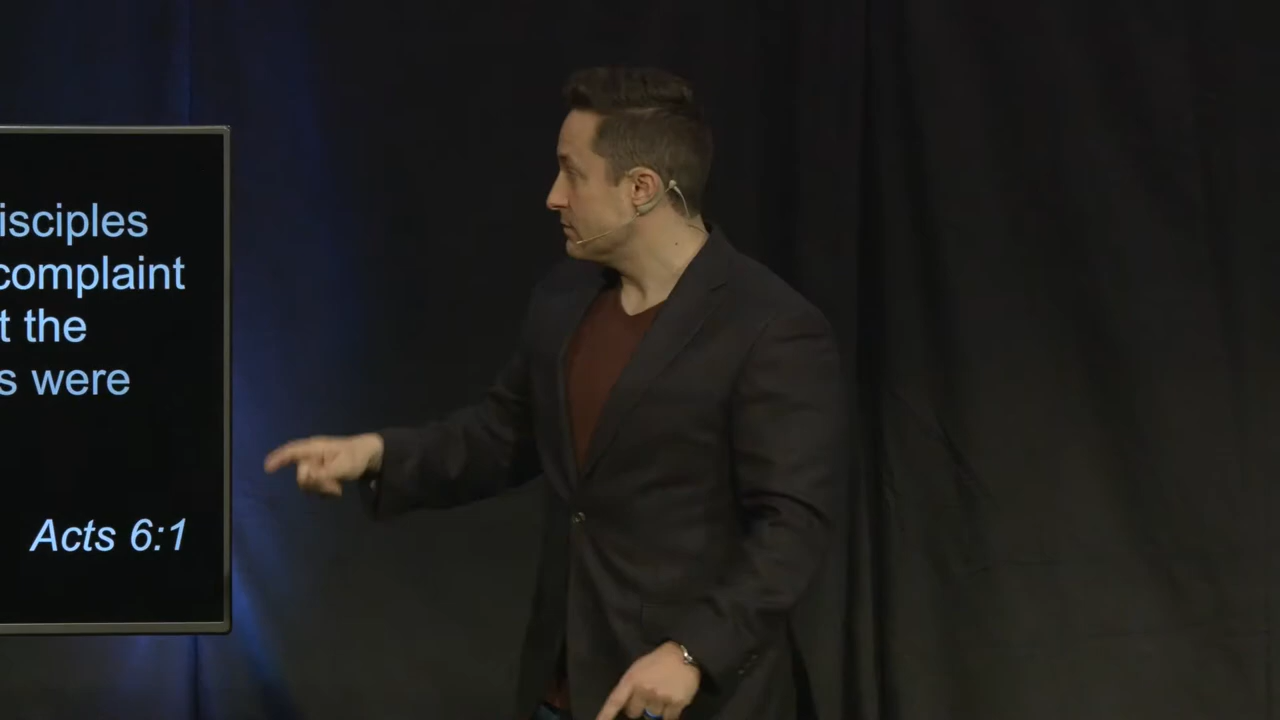 isciples
complaint
t the
s were
Acts 6:1